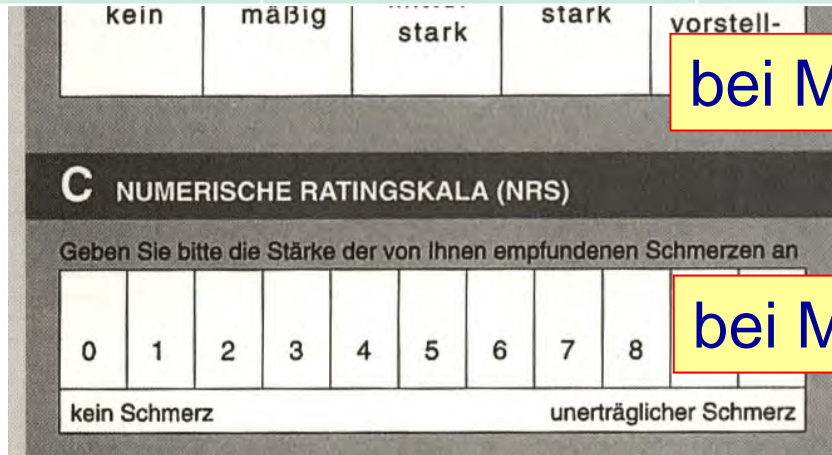 kein mäßig stark stark vorstell-
bei M
C NUMERISCHE RATINGSKALA (NRS)
Geben Sie bitte die Stärke der von Ihnen empfundenen Schmerzen an
0 1 2 3 4 5 6 7 8
bei M
kein Schmerz unerträglicher Schmerz